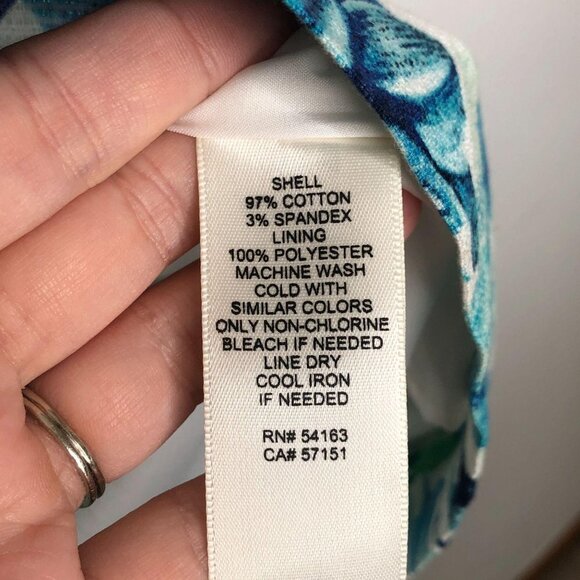 SHELL
97% COTTON
3% SPANDEX
LINING
100% POLYESTER
MACHINE WASH
COLD WITH
SIMILAR COLORS
ONLY NON-CHLORINE
BLEACH IF NEEDED
LINE DRY
COOL IRON
IF NEEDED
RN# 54163
CA# 57151